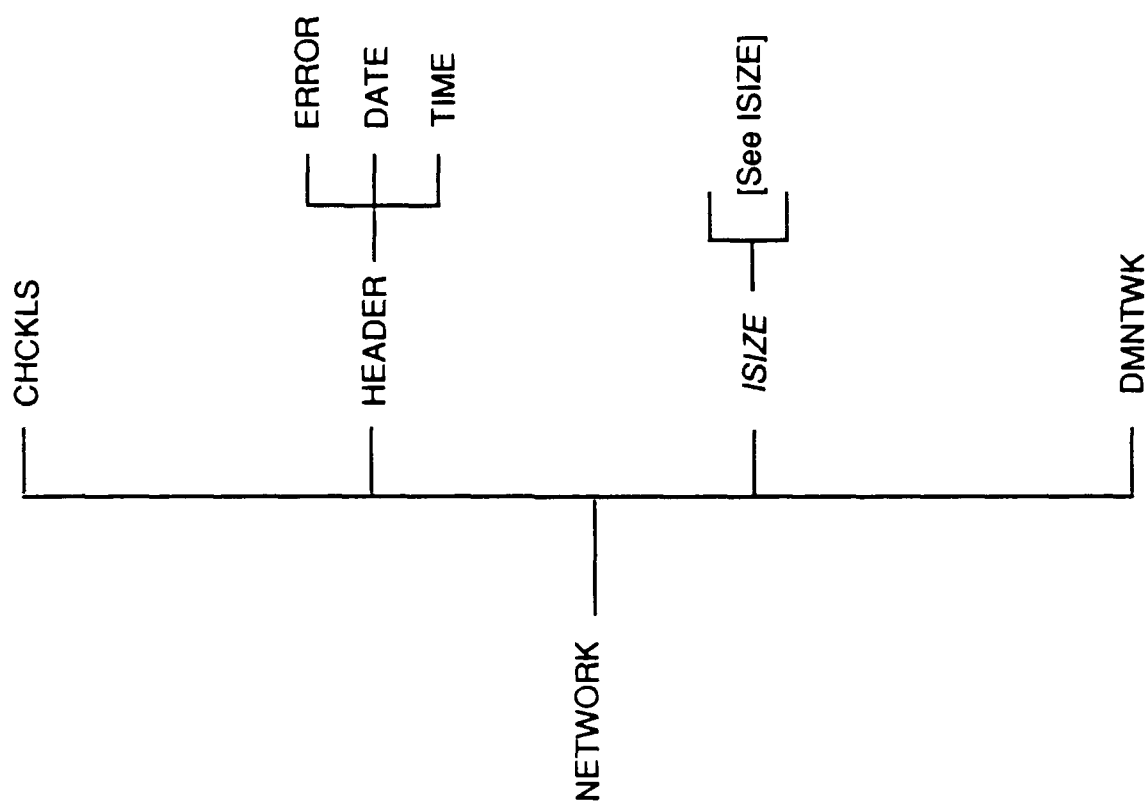 NETWORK
CHCKLS
HEADER
ERROR
DATE
TIME
ISIZE
[See ISIZE]
DMNTWK